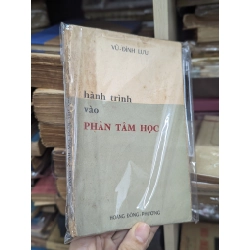 VŨ-ĐÌNH LƯU
hành trình
vào
PHÂN TÂM HỌC
HOÀNG ĐÔNG-PHƯƠNG